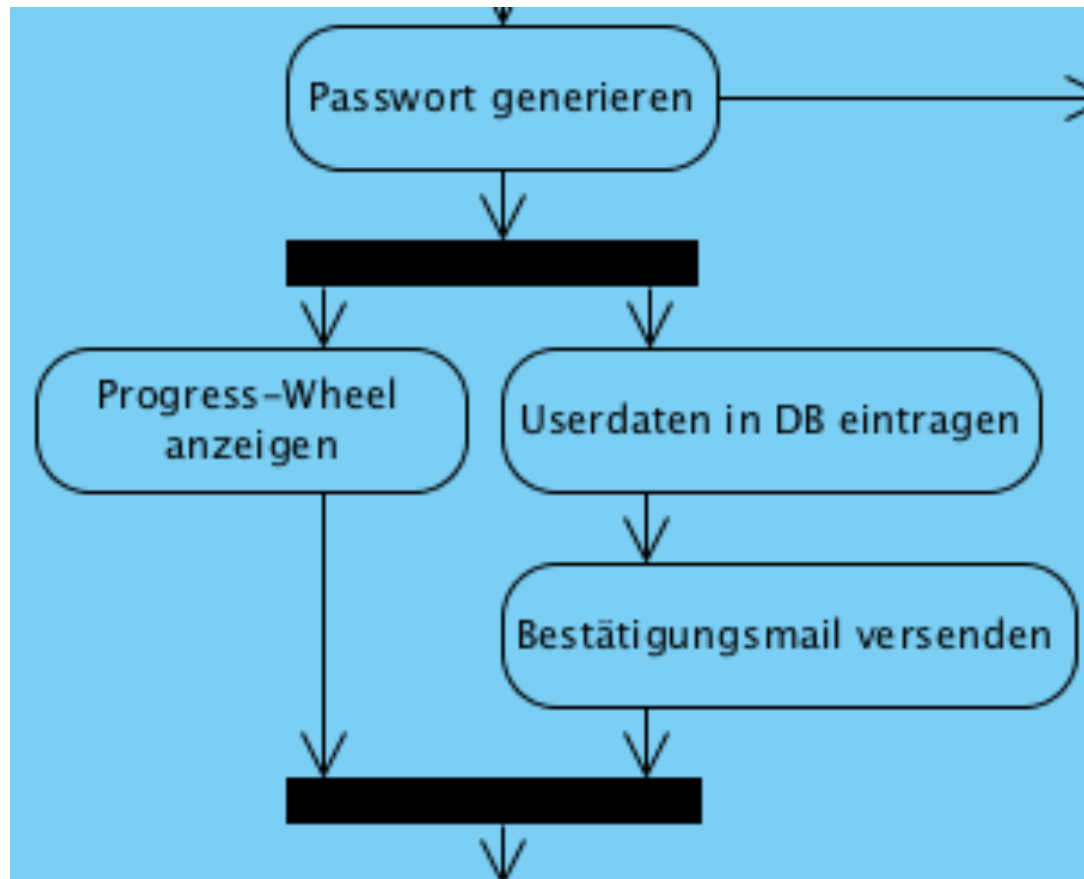 Passwort generieren
Progress-Wheel
anzeigen
Userdaten in DB eintragen
Bestätigungsmail versenden